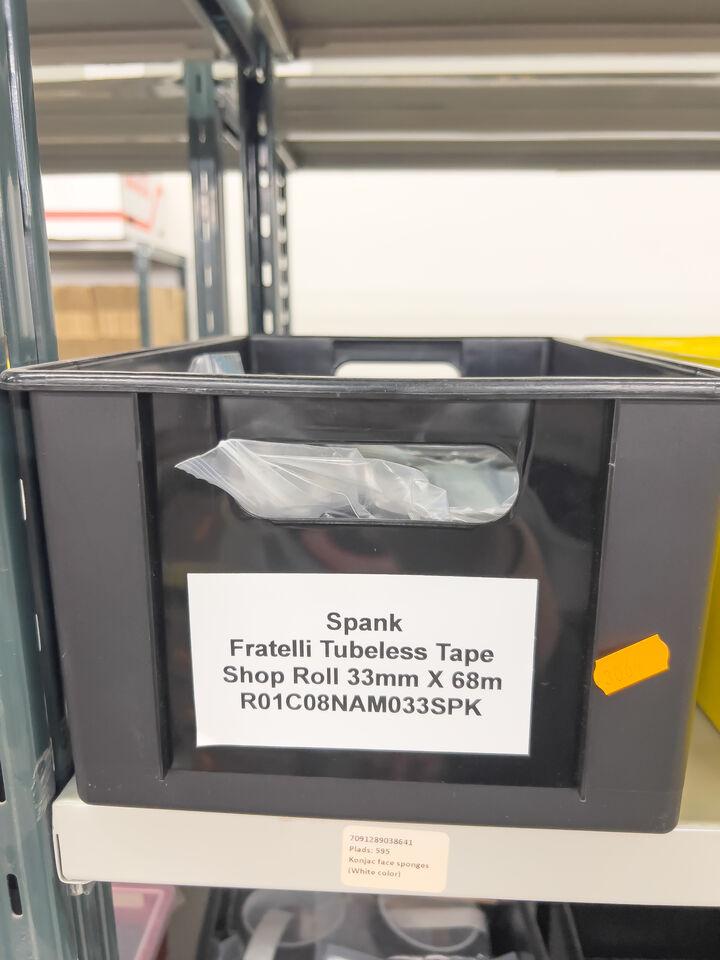 Spank
Fratelli Tubeless Tape
Shop Roll 33mm X 68m
R01C08NAM033SPK
7091289038641
Plads: 595
Konjac face sponges
(White color)